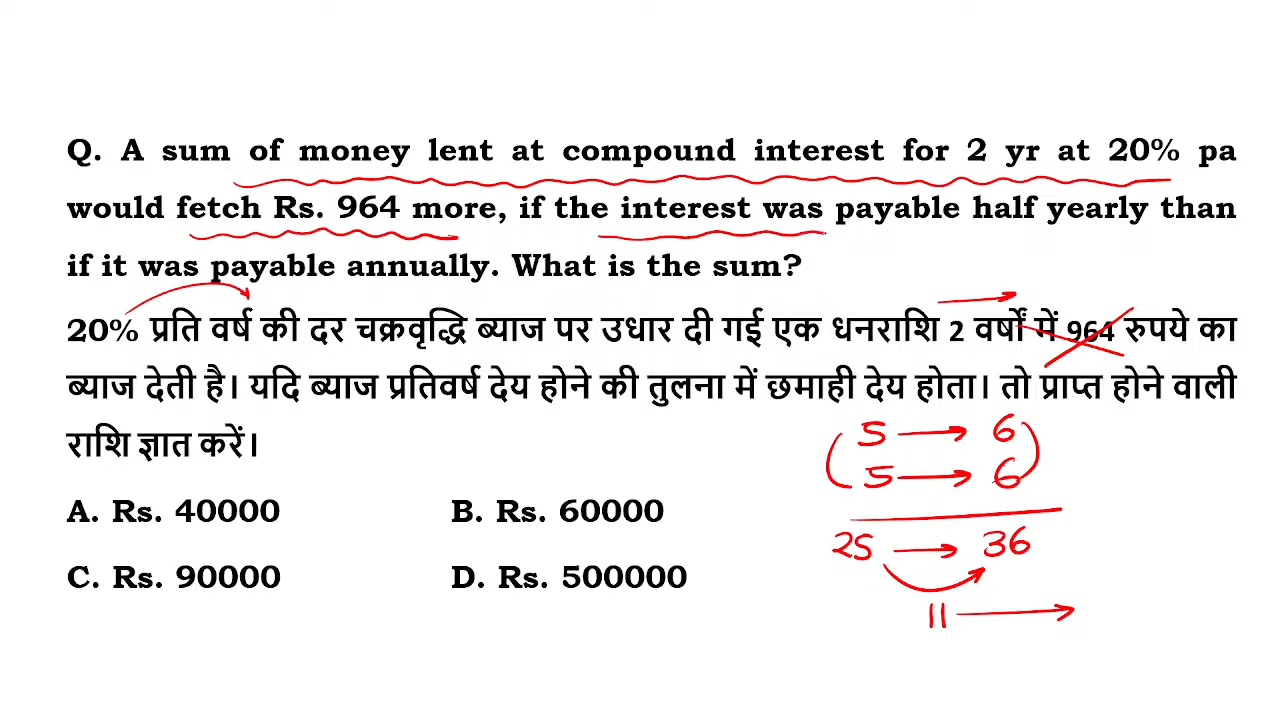 Q. A sum of money lent at compound interest for 2 yr at 20% pa
would fetch Rs. 964 more, if the interest was payable half yearly than
if it was payable annually. What is the sum?
20% प्रति वर्ष की दर चक्रवृद्धि ब्याज पर उधार दी गई एक धनराशि 2 वर्षों में 964 रुपये का
ब्याज देती है। यदि ब्याज प्रतिवर्ष देय होने की तुलना में छमाही देय होता। तो प्राप्त होने वाली
राशि ज्ञात करें।
A. Rs. 40000 B. Rs. 60000
C. Rs. 90000 D. Rs. 500000
5 → 6
5 → 6
25 → 36
11 →